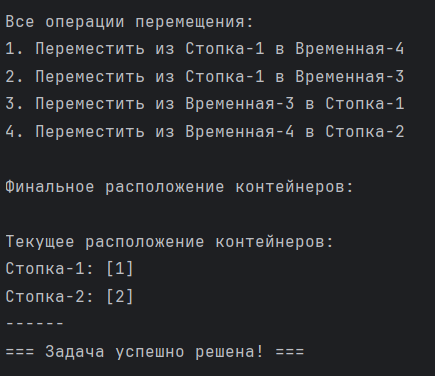 Все операции перемещения:
1. Переместить из Стопка-1 в Временная-4
2. Переместить из Стопка-1 в Временная-3
3. Переместить из Временная-3 в Стопка-1
4. Переместить из Временная-4 в Стопка-2
Финальное расположение контейнеров:
Текущее расположение контейнеров:
Стопка-1: [1]
Стопка-2: [2]
------
=== Задача успешно решена! ===